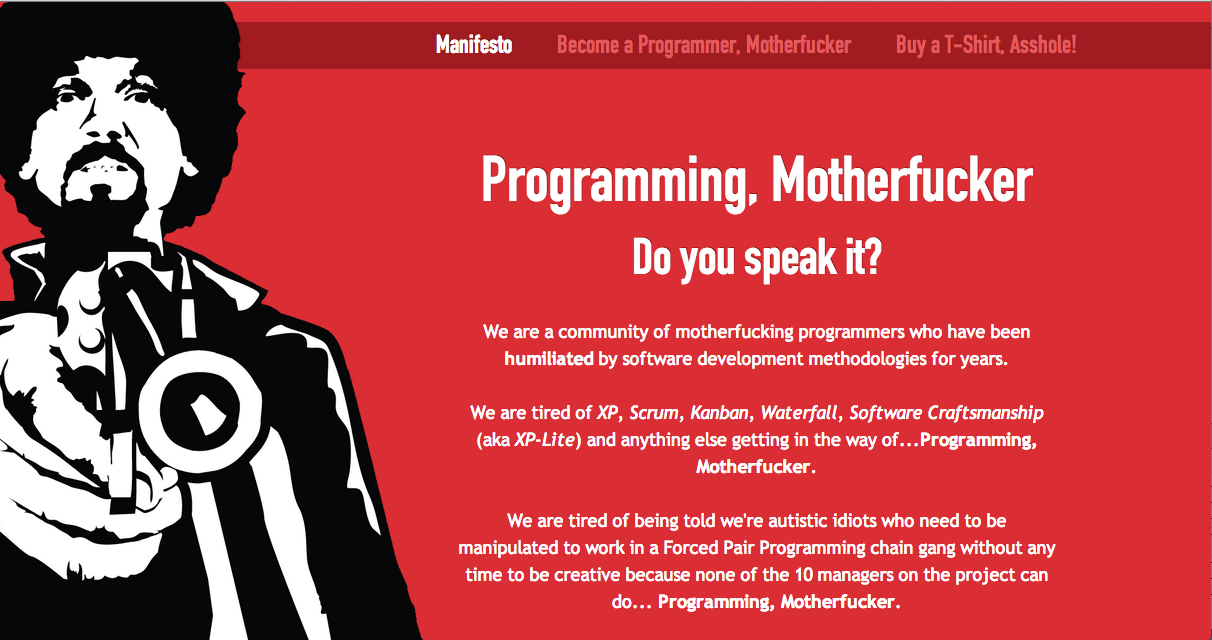 Manifesto Become a Programmer, Motherfucker Buy a T-Shirt, Asshole!
Programming, Motherfucker
Do you speak it?
We are a community of motherfucking programmers who have been
humiliated by software development methodologies for years.
We are tired of XP, Scrum, Kanban, Waterfall, Software Craftsmanship
(aka XP-Lite) and anything else getting in the way of...Programming,
Motherfucker.
We are tired of being told we're autistic idiots who need to be
manipulated to work in a Forced Pair Programming chain gang without any
time to be creative because none of the 10 managers on the project can
do... Programming, Motherfucker.